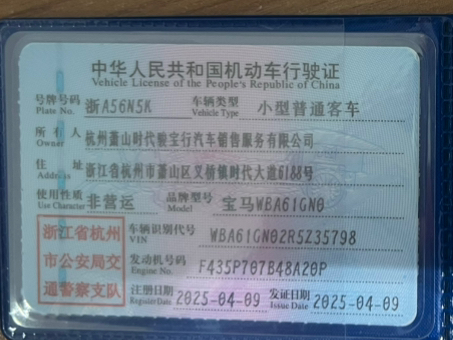 中华人民共和国机动车行驶证
Vehicle License of the People's Republic of China
号牌号码 浙A56N5K 车辆类型 小型普通客车
Plate No. Vehicle Type
所有人 杭州萧山时代骏宝行汽车销售服务有限公司
Owner
住址 浙江省杭州市萧山区义桥镇时代大道6188号
Address
使用性质 非营运 品牌型号 宝马WBA61GN0
Use Character Model
浙江省杭州
市公安局交
通警察支队
车辆识别代号 WBA61GN02R5Z35798
VIN
发动机号码 F435P707B48A20P
Engine No.
注册日期 2025-04-09 发证日期 2025-04-09
Register Date Issue Date